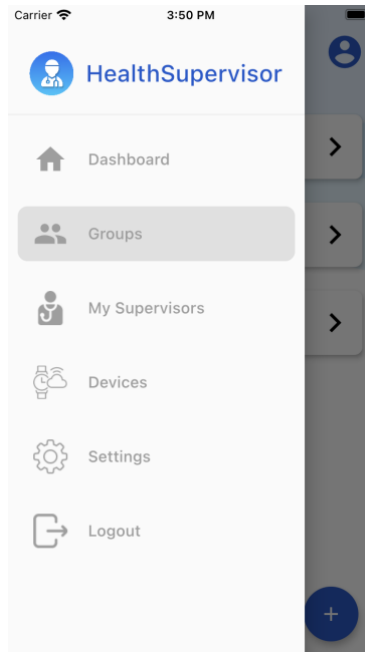 Carrier 3:50 PM
HealthSupervisor
Dashboard
Groups
My Supervisors
Devices
Settings
Logout
+